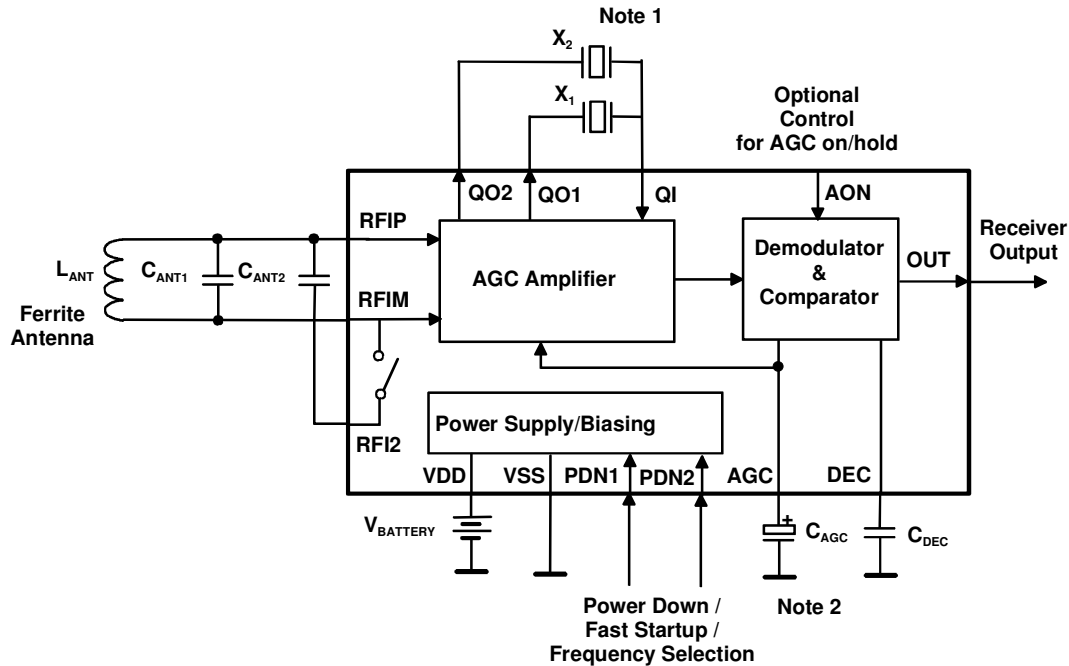 Note 1
X2
X1
Optional
Control
for AGC on/hold
QO2
QO1
QI
AON
RFIP
Receiver
Output
LANT
CANT1
CANT2
AGC Amplifier
Demodulator
&
Comparator
OUT
RFIM
Ferrite
Antenna
Power Supply/Biasing
RFI2
VDD
VSS
PDN1
PDN2
AGC
DEC
VBATTERY
+
CAGC
CDEC
Power Down /
Fast Startup /
Frequency Selection
Note 2